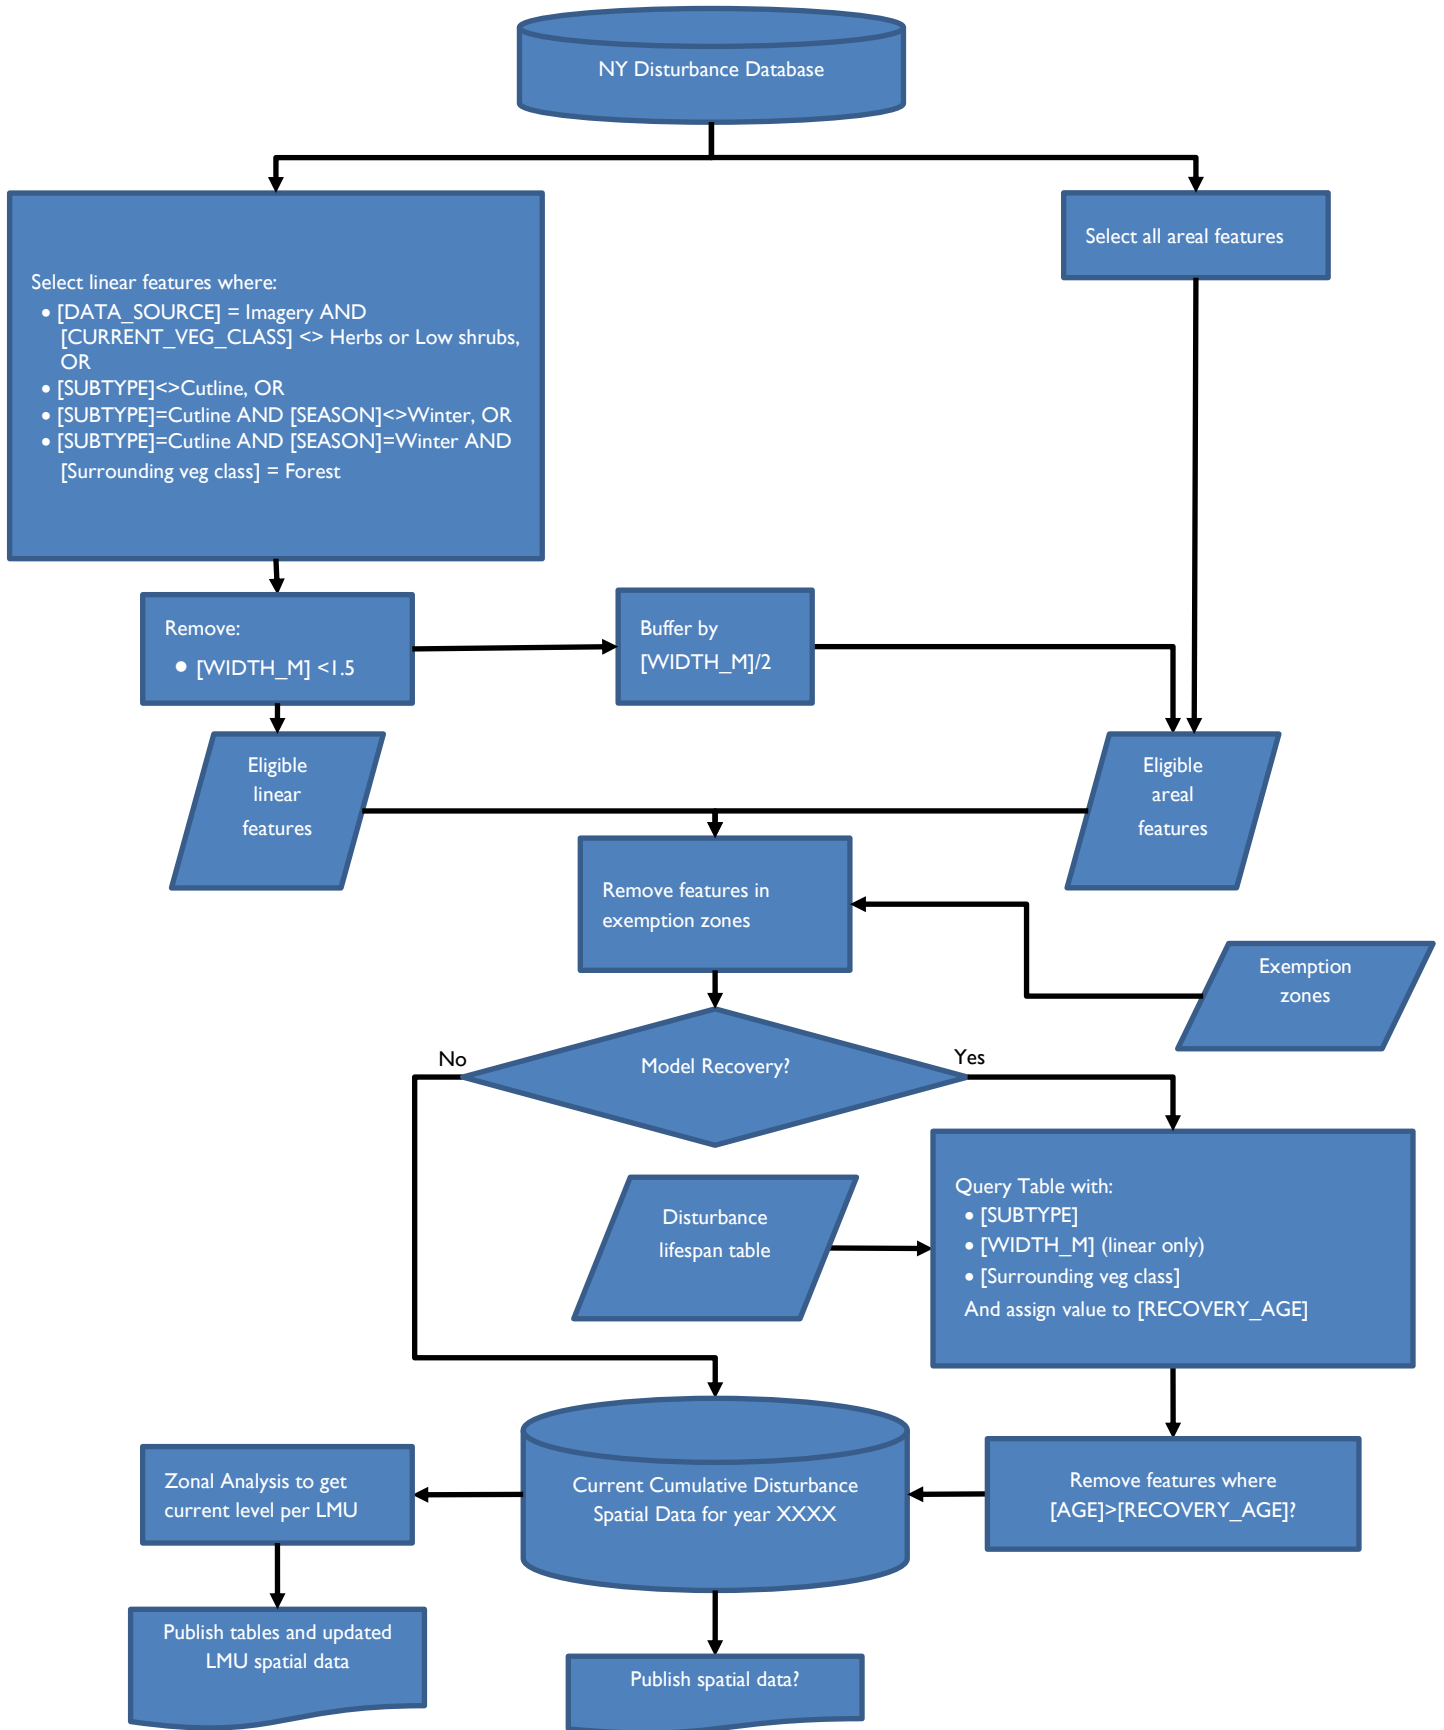 NY Disturbance Database
Select linear features where:
• [DATA_SOURCE] = Imagery AND
[CURRENT_VEG_CLASS] <> Herbs or Low shrubs,
OR
• [SUBTYPE]<>Cutline, OR
• [SUBTYPE]=Cutline AND [SEASON]<>Winter, OR
• [SUBTYPE]=Cutline AND [SEASON]=Winter AND
[Surrounding veg class] = Forest
Select all areal features
Remove:
• [WIDTH_M] <1.5
Buffer by
[WIDTH_M]/2
Eligible
linear
features
Eligible
areal
features
Remove features in
exemption zones
Exemption
zones
No
Model Recovery?
Yes
Disturbance
lifespan table
Query Table with:
• [SUBTYPE]
• [WIDTH_M] (linear only)
• [Surrounding veg class]
And assign value to [RECOVERY_AGE]
Zonal Analysis to get
current level per LMU
Current Cumulative Disturbance
Spatial Data for year XXXX
Remove features where
[AGE]>[RECOVERY_AGE]?
Publish tables and updated
LMU spatial data
Publish spatial data?